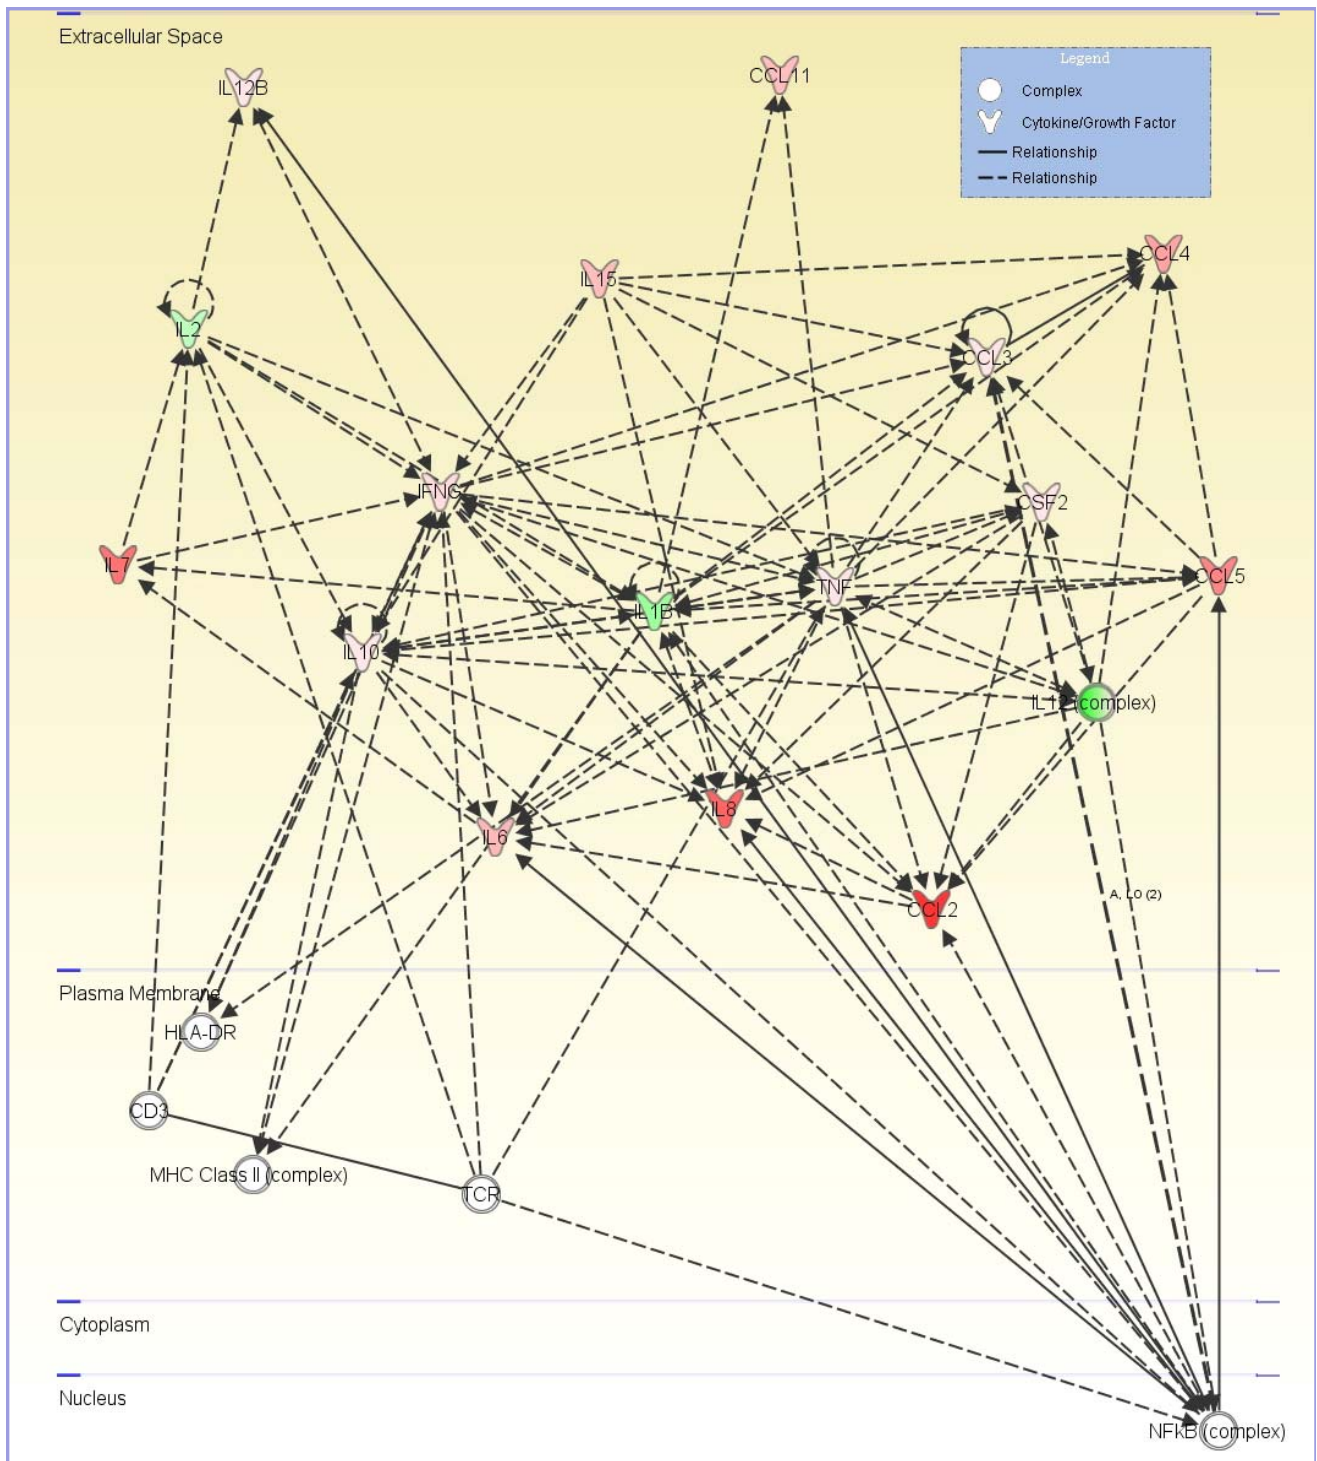 Extracellular Space
IL12B
CCL11
Legend
Complex
Cytokine/Growth Factor
Relationship
Relationship
IL15
CCL4
IL2
CCL3
IFNG
CSF2
IL7
TNF
CCL5
IL1B
IL10
IL12 (complex)
IL8
IL6
A, LO (2)
CCL2
Plasma Membrane
HLA-DR
CD3
MHC Class II (complex)
TCR
Cytoplasm
Nucleus
NFkB (complex)